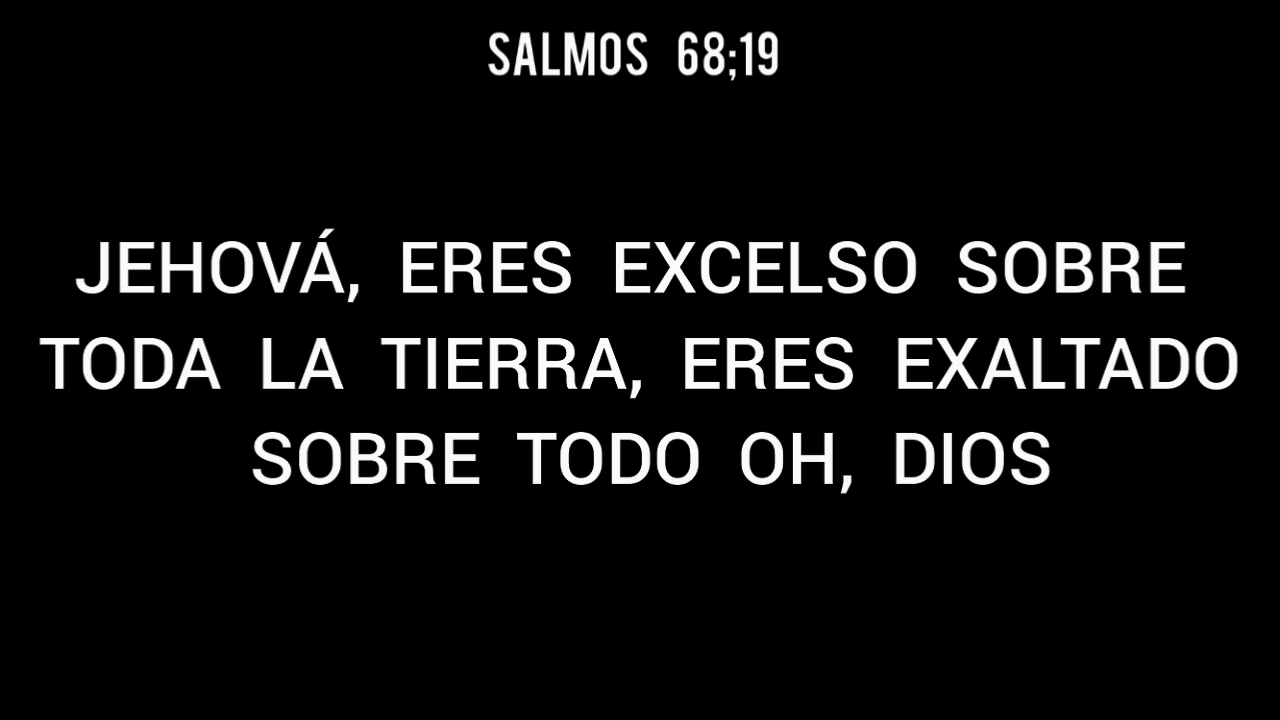 SALMOS 68;19
JEHOVÁ, ERES EXCELSO SOBRE
TODA LA TIERRA, ERES EXALTADO
SOBRE TODO OH, DIOS